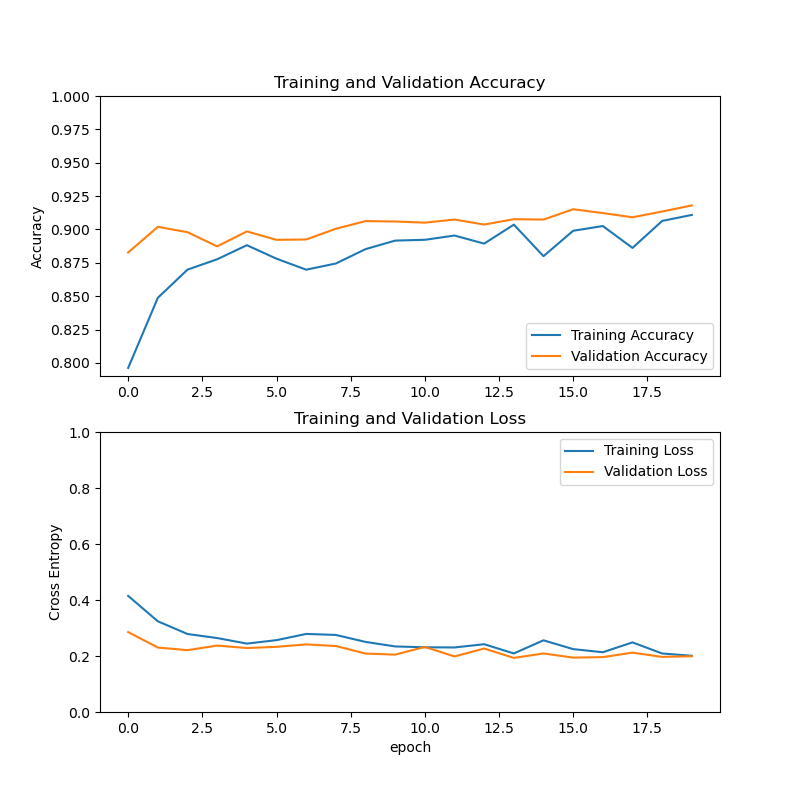 Training and Validation Accuracy
1.000
0.975
0.950
0.925
0.900
0.875
0.850
0.825
0.800
Accuracy
Training Accuracy
Validation Accuracy
0.0 2.5 5.0 7.5 10.0 12.5 15.0 17.5
Training and Validation Loss
1.0
0.8
0.6
0.4
0.2
0.0
Cross Entropy
Training Loss
Validation Loss
0.0 2.5 5.0 7.5 10.0 12.5 15.0 17.5
epoch